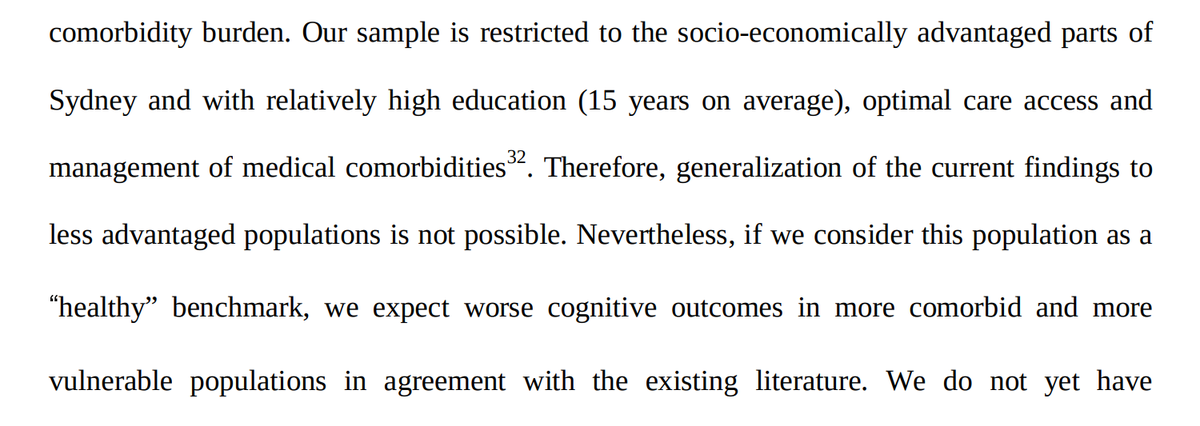 comorbidity burden. Our sample is restricted to the socio-economically advantaged parts of
Sydney and with relatively high education (15 years on average), optimal care access and
management of medical comorbidities32. Therefore, generalization of the current findings to
less advantaged populations is not possible. Nevertheless, if we consider this population as a
“healthy” benchmark, we expect worse cognitive outcomes in more comorbid and more
vulnerable populations in agreement with the existing literature. We do not yet have